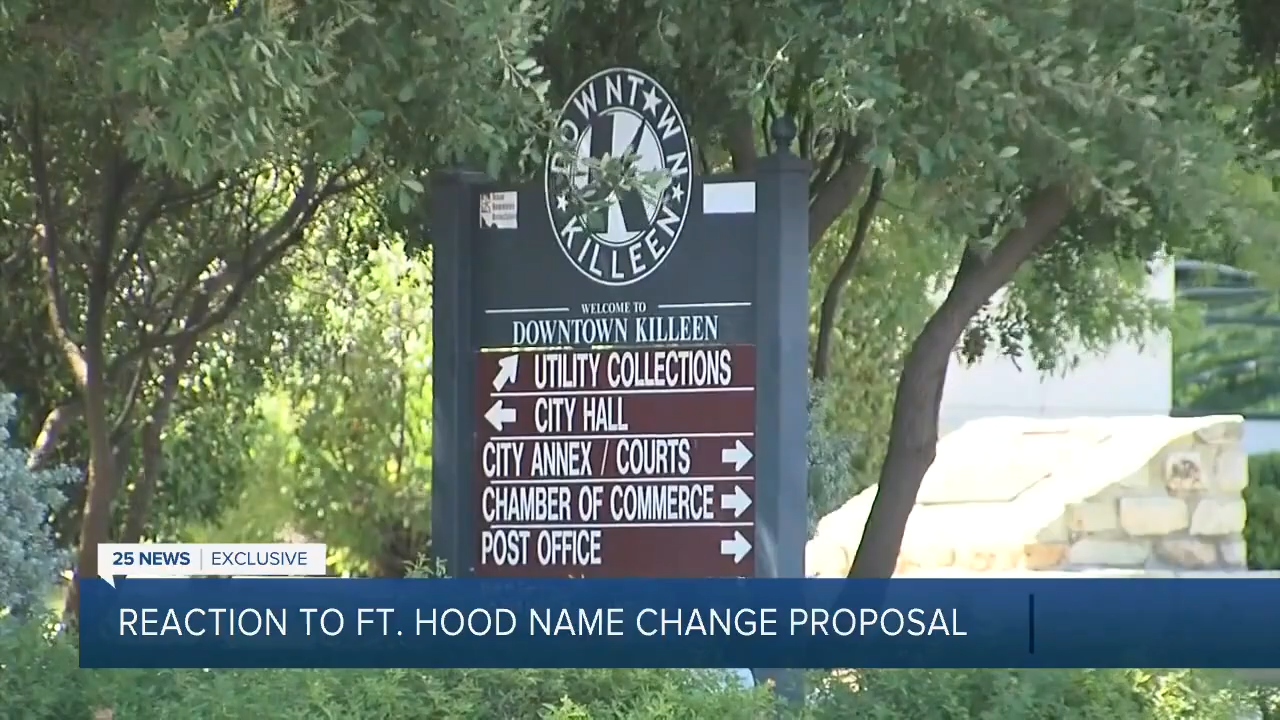 DOWNTOWN
K
KILLEEN
WELCOME TO
DOWNTOWN KILLEEN
UTILITY COLLECTIONS
CITY HALL
CITY ANNEX / COURTS
CHAMBER OF COMMERCE
POST OFFICE
25 NEWS EXCLUSIVE
REACTION TO FT. HOOD NAME CHANGE PROPOSAL